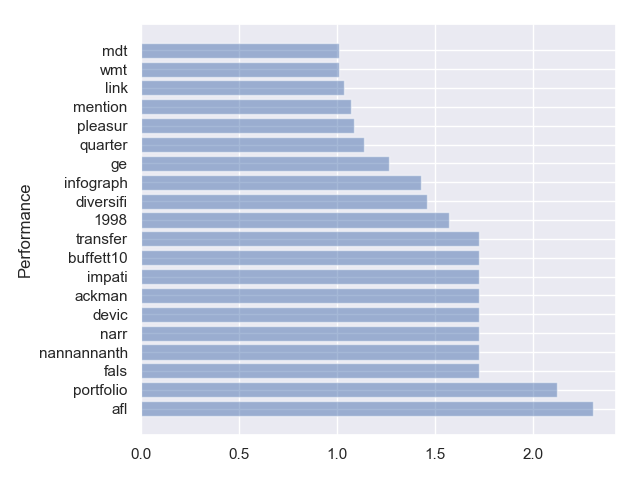 mdt
wmt
link
mention
pleasur
quarter
ge
infograph
diversifi
1998
transfer
buffett10
impati
ackman
devic
narr
nannannanth
fals
portfolio
afl
Performance
0.0 0.5 1.0 1.5 2.0